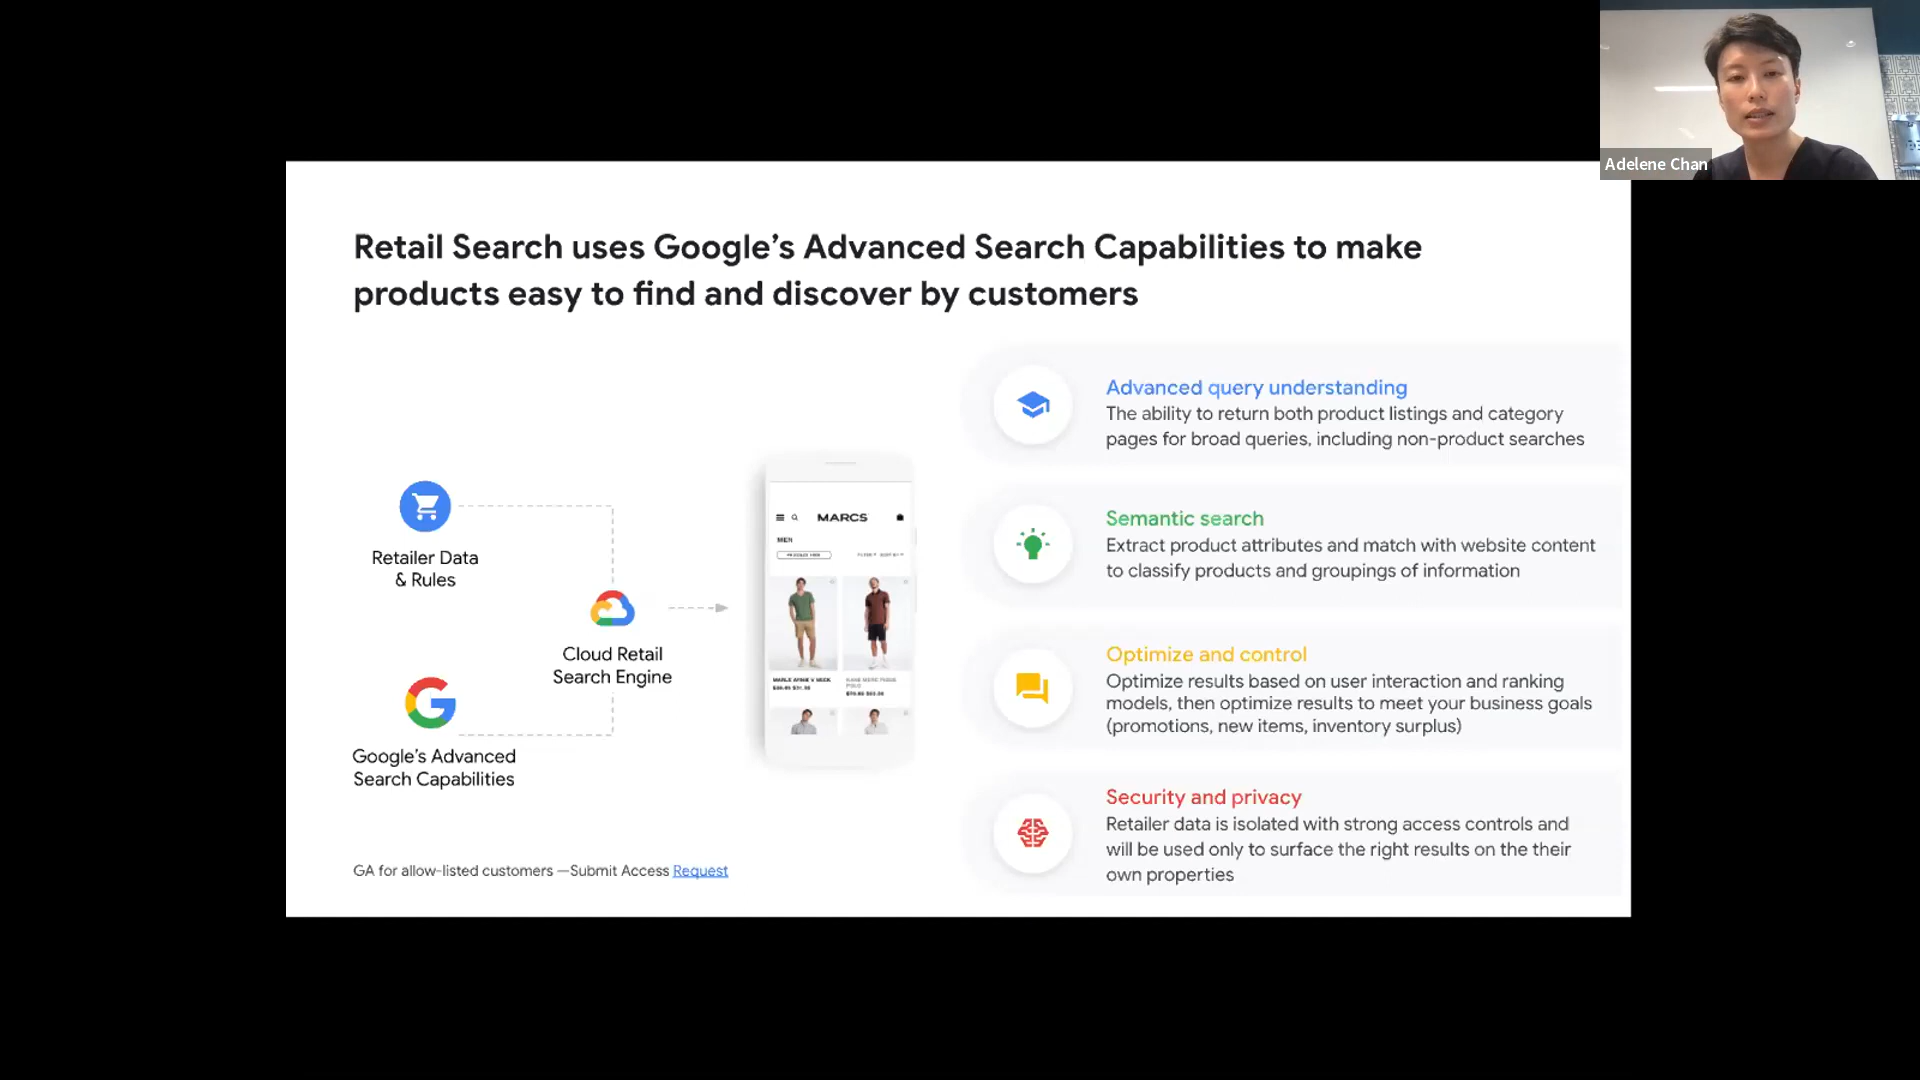 Adelene Chan
Retail Search uses Google's Advanced Search Capabilities to make
products easy to find and discover by customers
Retailer Data
& Rules
Google's Advanced
Search Capabilities
Cloud Retail
Search Engine
MARCS
MEN
Advanced query understanding
The ability to return both product listings and category
pages for broad queries, including non-product searches
Semantic search
Extract product attributes and match with website content
to classify products and groupings of information
Optimize and control
Optimize results based on user interaction and ranking
models, then optimize results to meet your business goals
(promotions, new items, inventory surplus)
Security and privacy
Retailer data is isolated with strong access controls and
will be used only to surface the right results on the their
own properties
GA for allow-listed customers —Submit Access Request